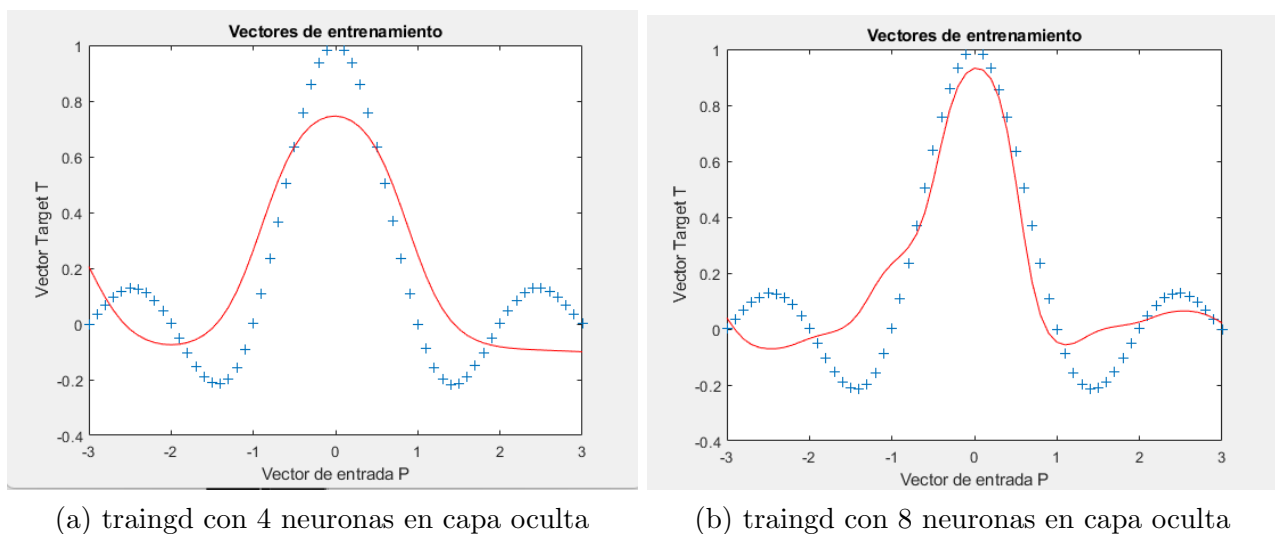 Vectores de entrenamiento
Vector Target T
1
0.8
0.6
0.4
0.2
0
-0.2
-0.4
-3 -2 -1 0 1 2 3
Vector de entrada P
(a) traingd con 4 neuronas en capa oculta
Vectores de entrenamiento
Vector Target T
1
0.8
0.6
0.4
0.2
0
-0.2
-0.4
-3 -2 -1 0 1 2 3
Vector de entrada P
(b) traingd con 8 neuronas en capa oculta